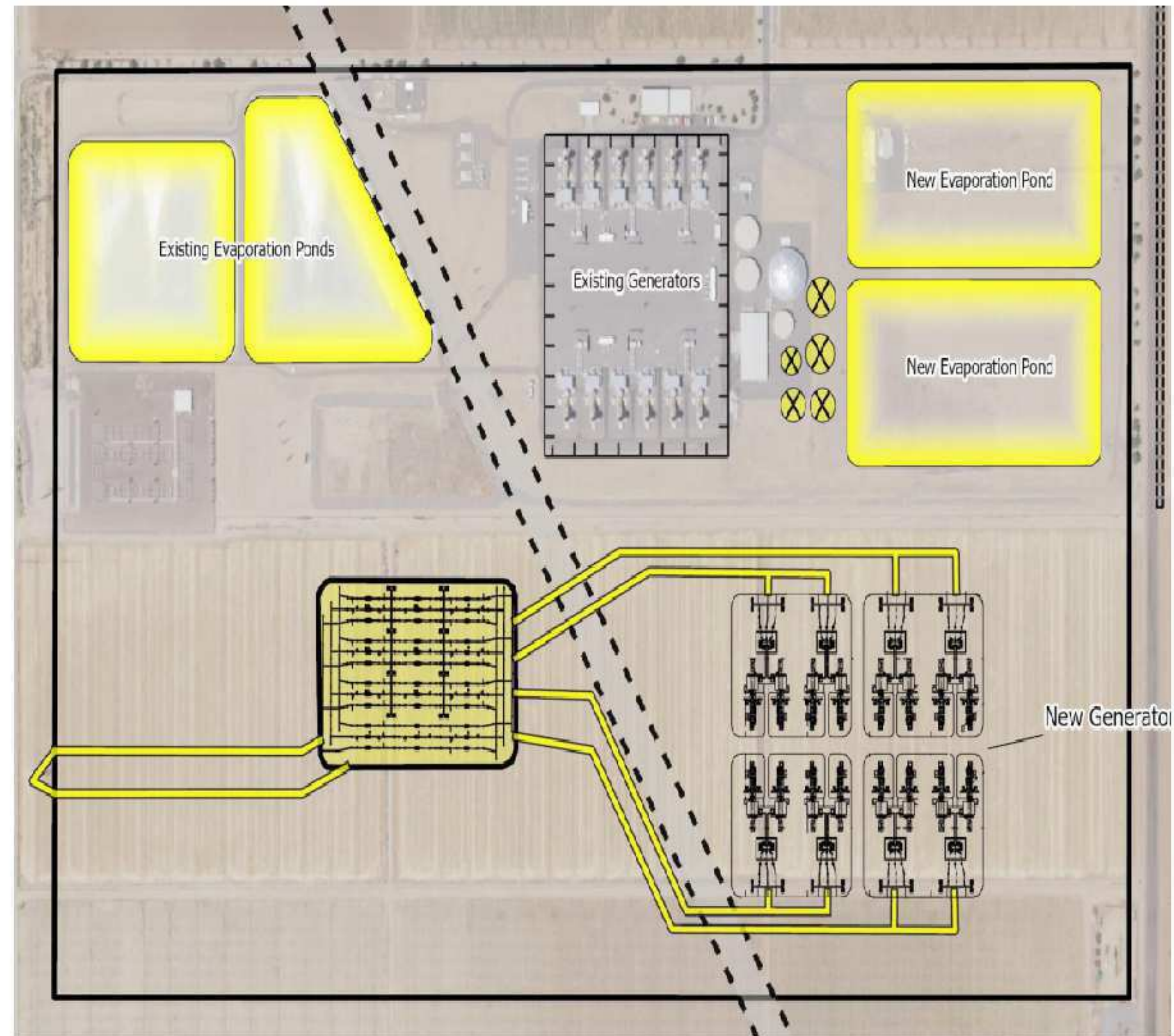 New Evaporation Pond
Existing Evaporation Ponds
Existing Generators
New Evaporation Pond
New Generator